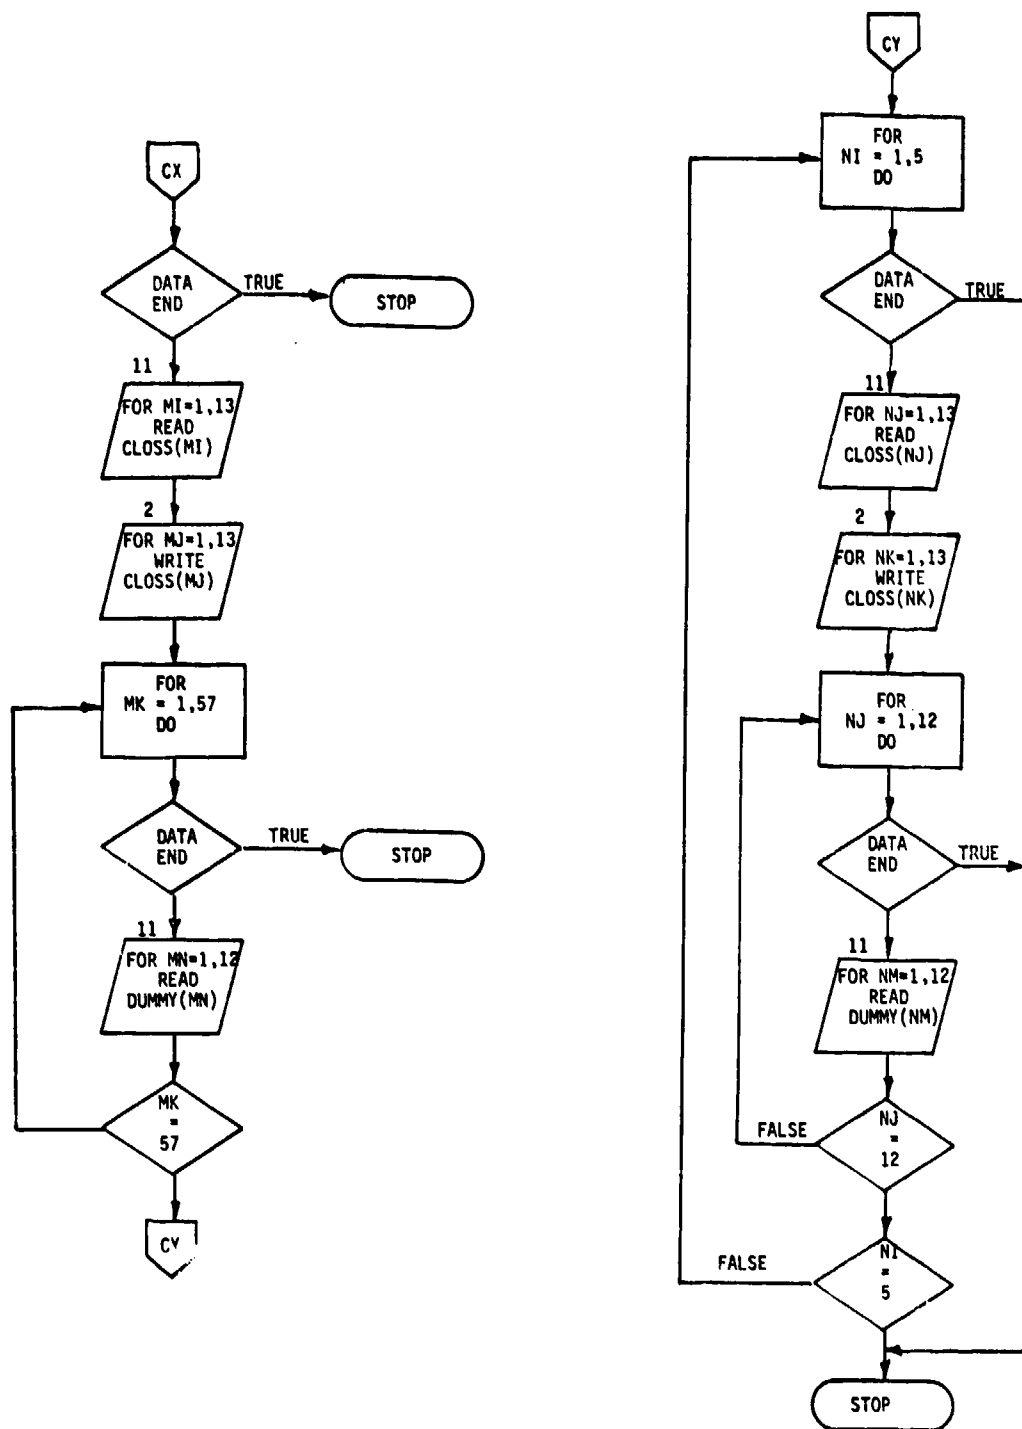 CX
DATA
END
TRUE
STOP
11
FOR MI=1,13
READ
CLOSS(MI)
2
FOR MJ=1,13
WRITE
CLOSS(MJ)
FOR
MK = 1,57
DO
DATA
END
TRUE
STOP
11
FOR MN=1,12
READ
DUMMY(MN)
MK
=
57
CY
CY
FOR
NI = 1,5
DO
DATA
END
TRUE
11
FOR NJ=1,13
READ
CLOSS(NJ)
2
FOR NK=1,13
WRITE
CLOSS(NK)
FOR
NJ = 1,12
DO
DATA
END
TRUE
11
FOR NM=1,12
READ
DUMMY(NM)
NJ
=
12
FALSE
NI
=
5
FALSE
STOP